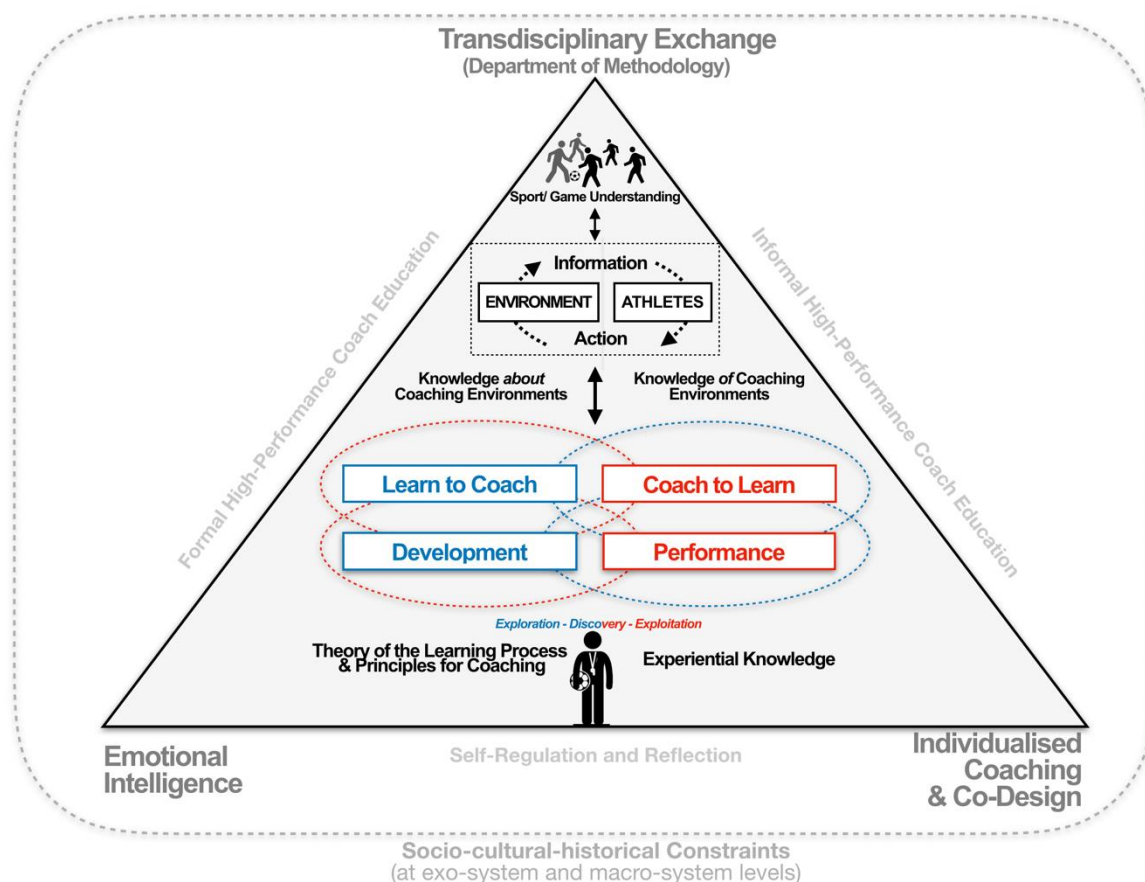 Transdisciplinary Exchange
(Department of Methodology)
Sport/ Game Understanding
Formal High-Performance Coach Education
Informal High-Performance Coach Education
Information
ENVIRONMENT
ATHLETES
Action
Knowledge about
Coaching Environments
Knowledge of Coaching
Environments
Learn to Coach
Coach to Learn
Development
Performance
Exploration - Discovery - Exploitation
Theory of the Learning Process
& Principles for Coaching
Experiential Knowledge
Emotional
Intelligence
Self-Regulation and Reflection
Individualised
Coaching
& Co-Design
Socio-cultural-historical Constraints
(at exo-system and macro-system levels)